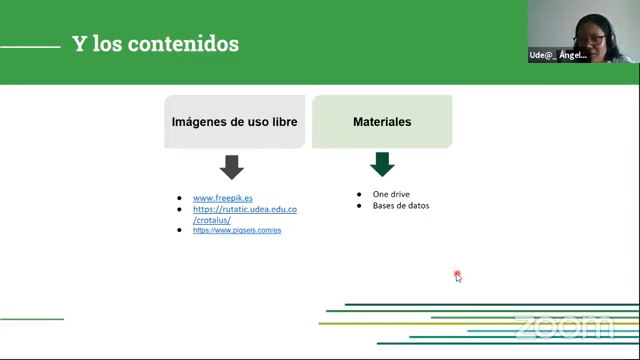 Y los contenidos
Ude@_ Ángel...
Imágenes de uso libre
Materiales
www.freepik.es
https://rutatic.udea.edu.co
/crotalus/
https://www.piqsels.com/es
One drive
Bases de datos
zoom